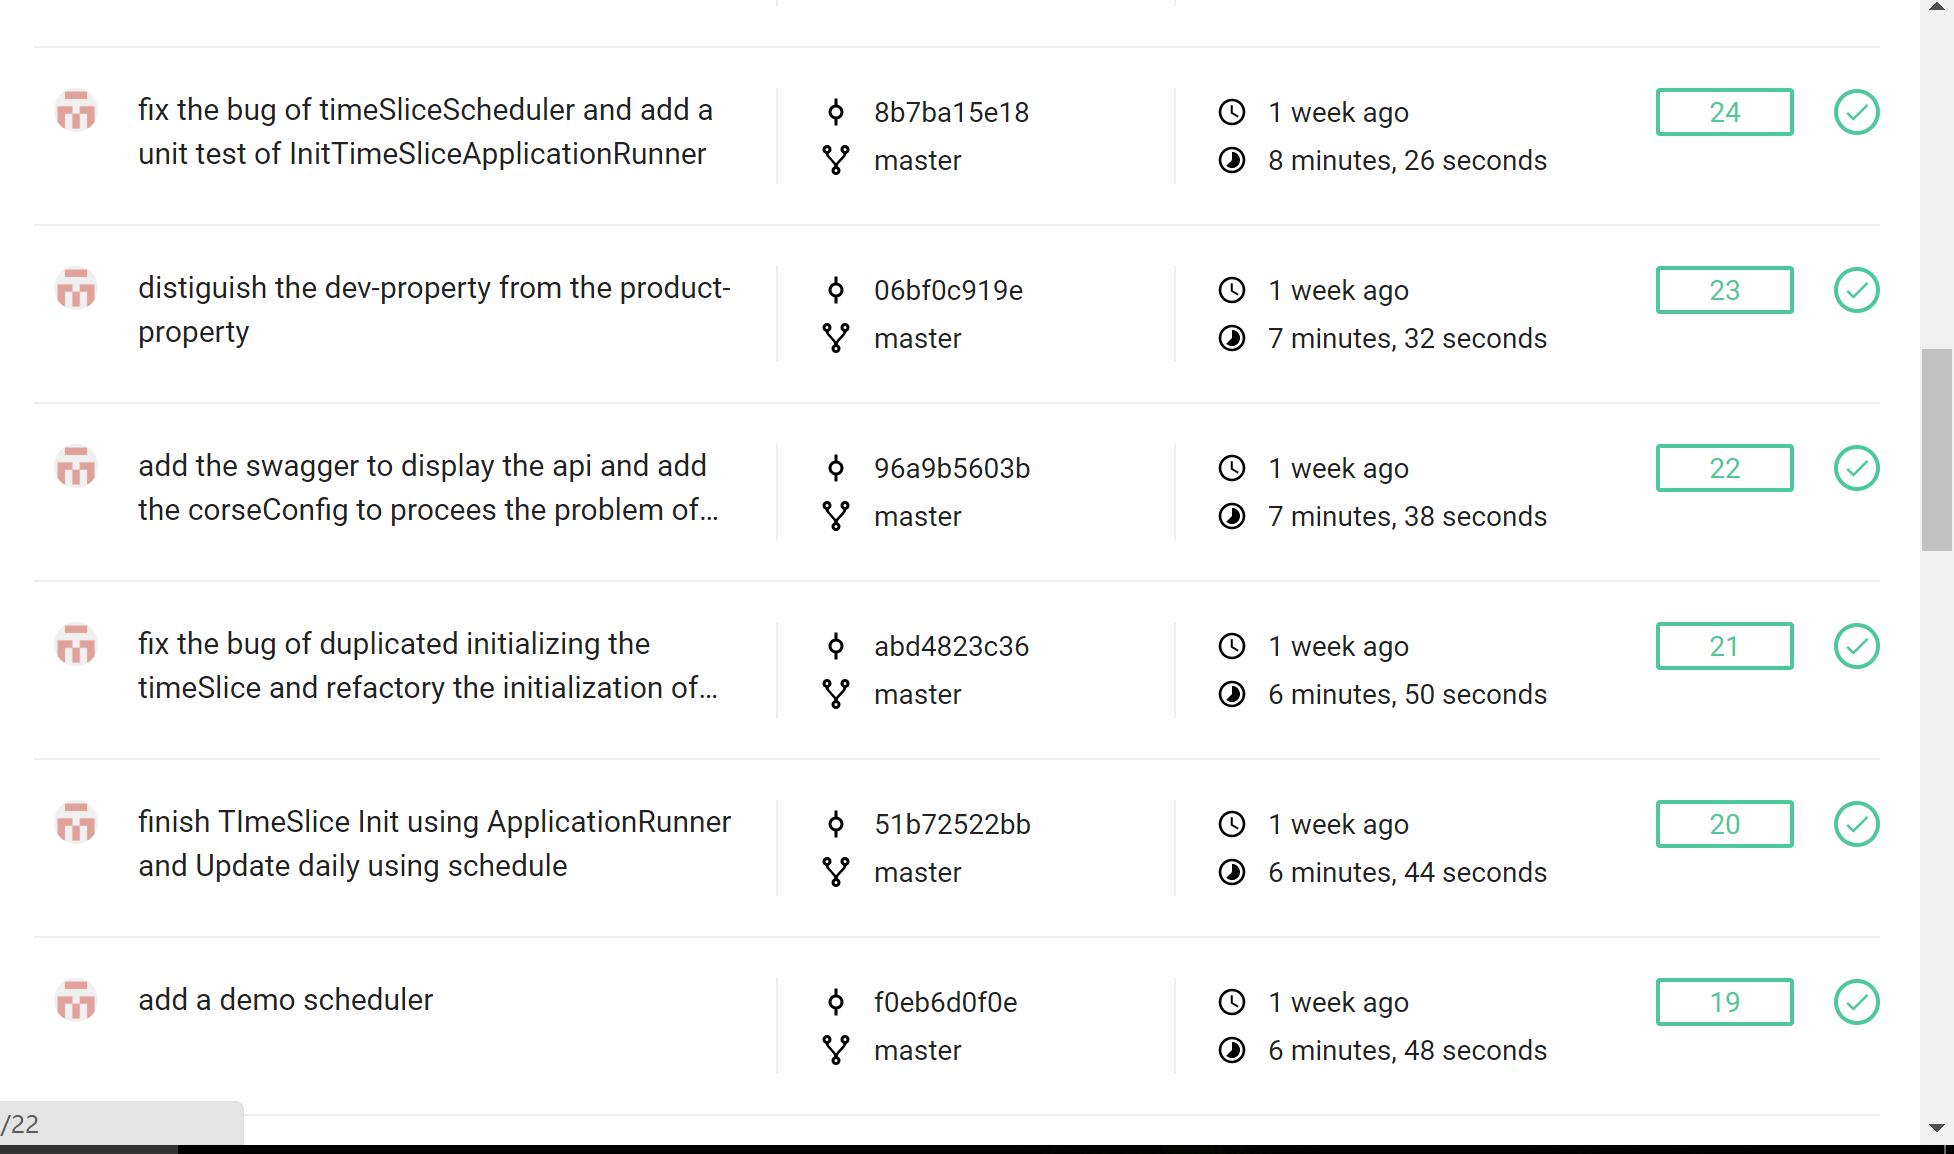 fix the bug of timeSliceScheduler and add a
unit test of InitTimeSliceApplicationRunner
8b7ba15e18
master
1 week ago
8 minutes, 26 seconds
24
distiguish the dev-property from the product-
property
06bf0c919e
master
1 week ago
7 minutes, 32 seconds
23
add the swagger to display the api and add
the corseConfig to procees the problem of...
96a9b5603b
master
1 week ago
7 minutes, 38 seconds
22
fix the bug of duplicated initializing the
timeSlice and refactory the initialization of...
abd4823c36
master
1 week ago
6 minutes, 50 seconds
21
finish TImeSlice Init using ApplicationRunner
and Update daily using schedule
51b72522bb
master
1 week ago
6 minutes, 44 seconds
20
add a demo scheduler
f0eb6d0f0e
master
1 week ago
6 minutes, 48 seconds
19
/22